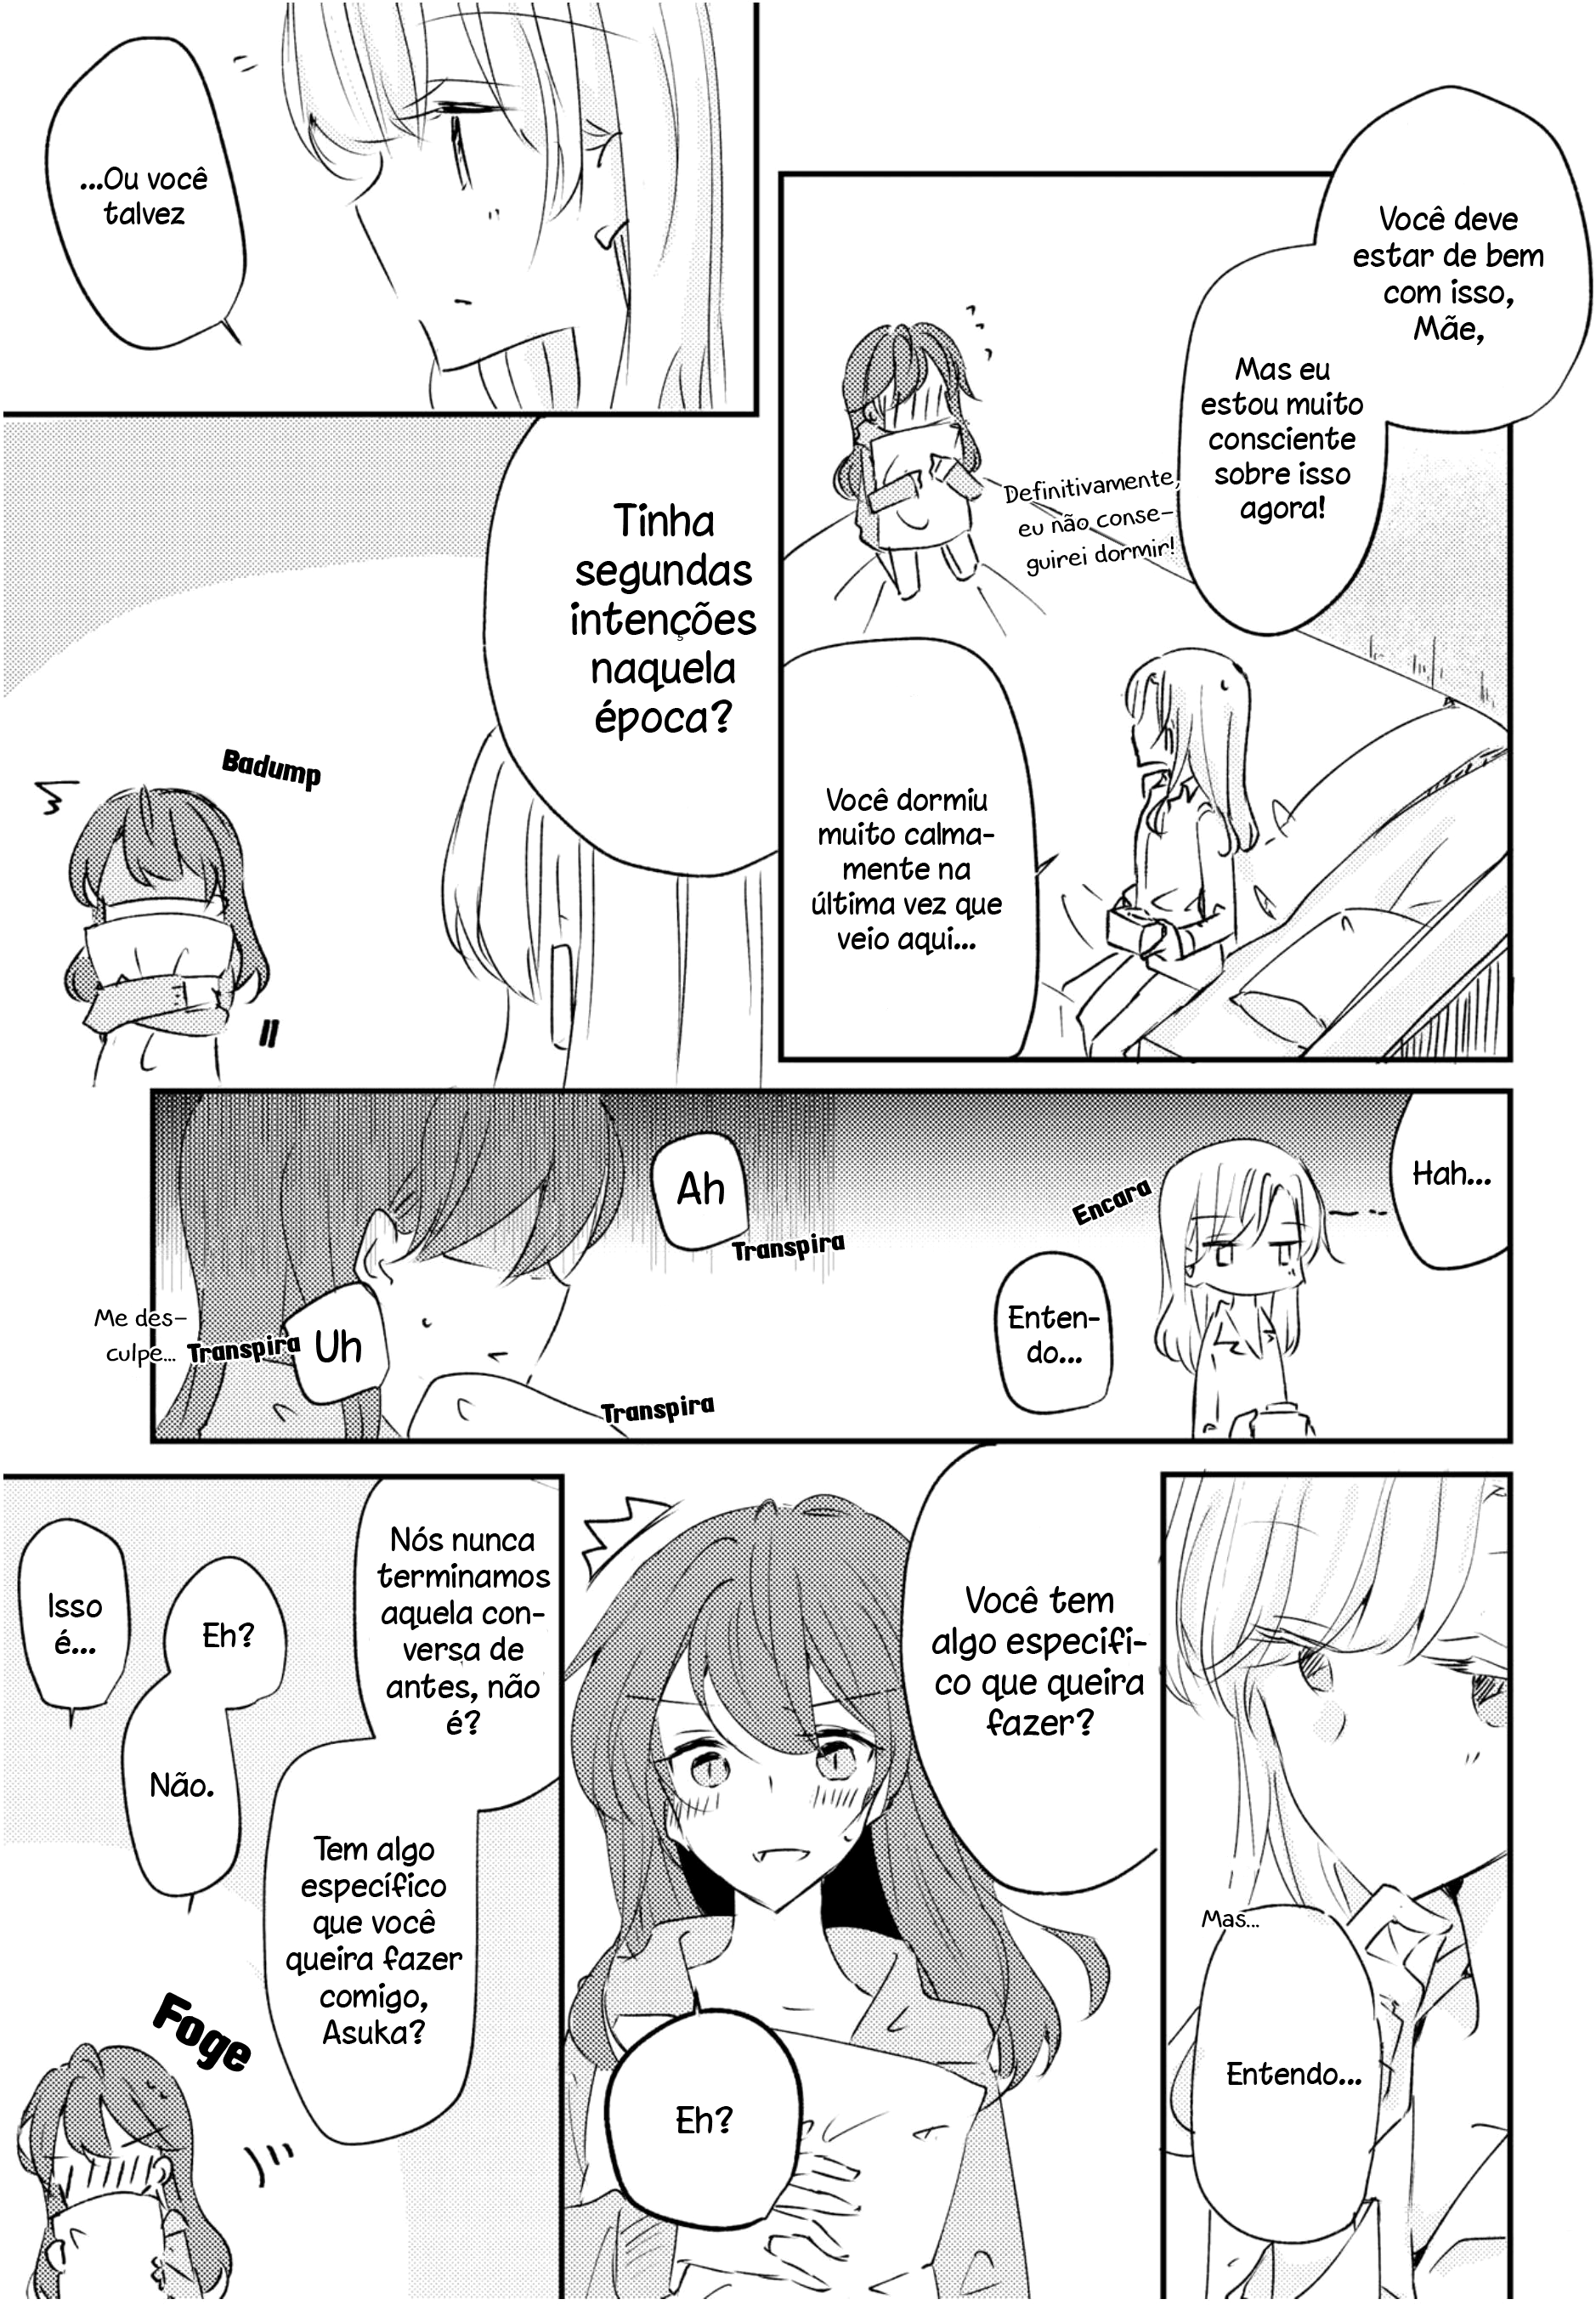 Você deve
estar de bem
com isso,
Mãe,
Mas eu
estou muito
consciente
sobre isso
agora!
Definitivamente,
eu não conse-
guirei dormir!
Você dormiu
muito calma-
mente na
última vez que
veio aqui...
...Ou você
talvez
Tinha
segundas
intenções
naquela
época?
Badump
Hah...
Encara
Enten-
do...
Ah
Transpira
Uh
Transpira
Me des-
culpe...
Transpira
Mas...
Entendo...
Você tem
algo especifi-
co que queira
fazer?
Eh?
Nós nunca
terminamos
aquela con-
versa de
antes, não
é?
Tem algo
específico
que você
queira fazer
comigo,
Asuka?
Eh?
Não.
Isso
é...
Foge